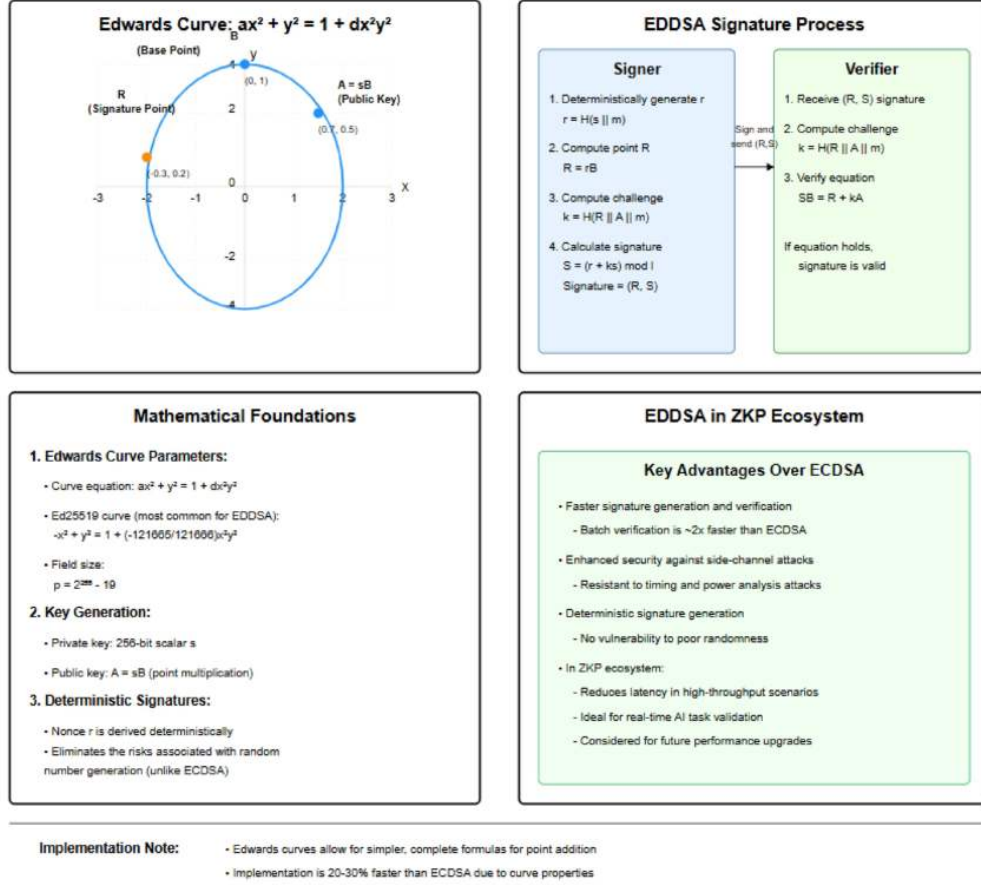 Edwards Curve: ax² + y² = 1 + dx²y²
B
(Base Point)
y
4
(0, 1)
A = sB
(Public Key)
R
(Signature Point)
2
(0.7, 0.5)
(-0.3, 0.2)
0
X
-3
-2
-1
0
1
2
3
-2
-4
EDDSA Signature Process
Signer
1. Deterministically generate r
r = H(s || m)
2. Compute point R
R = rB
3. Compute challenge
k = H(R || A || m)
4. Calculate signature
S = (r + ks) mod l
Signature = (R, S)
Sign and
send (R,S)
Verifier
1. Receive (R, S) signature
2. Compute challenge
k = H(R || A || m)
3. Verify equation
SB = R + kA
If equation holds,
signature is valid
Mathematical Foundations
1. Edwards Curve Parameters:
• Curve equation: ax² + y² = 1 + dx²y²
• Ed25519 curve (most common for EDDSA):
-x² + y² = 1 + (-121665/121666)x²y²
• Field size:
p = 2²⁵⁵ - 19
2. Key Generation:
• Private key: 256-bit scalar s
• Public key: A = sB (point multiplication)
3. Deterministic Signatures:
• Nonce r is derived deterministically
• Eliminates the risks associated with random
number generation (unlike ECDSA)
EDDSA in ZKP Ecosystem
Key Advantages Over ECDSA
• Faster signature generation and verification
- Batch verification is ~2x faster than ECDSA
• Enhanced security against side-channel attacks
- Resistant to timing and power analysis attacks
• Deterministic signature generation
- No vulnerability to poor randomness
• In ZKP ecosystem:
- Reduces latency in high-throughput scenarios
- Ideal for real-time AI task validation
- Considered for future performance upgrades
Implementation Note:
• Edwards curves allow for simpler, complete formulas for point addition
• Implementation is 20-30% faster than ECDSA due to curve properties